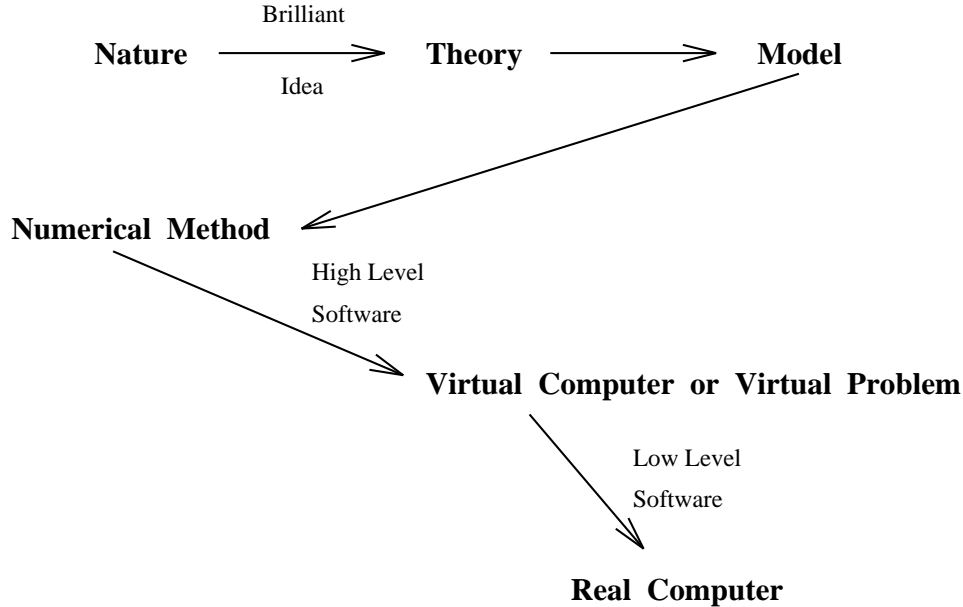 Brilliant
Nature Theory Model
Idea
Numerical Method
High Level
Software
Virtual Computer or Virtual Problem
Low Level
Software
Real Computer